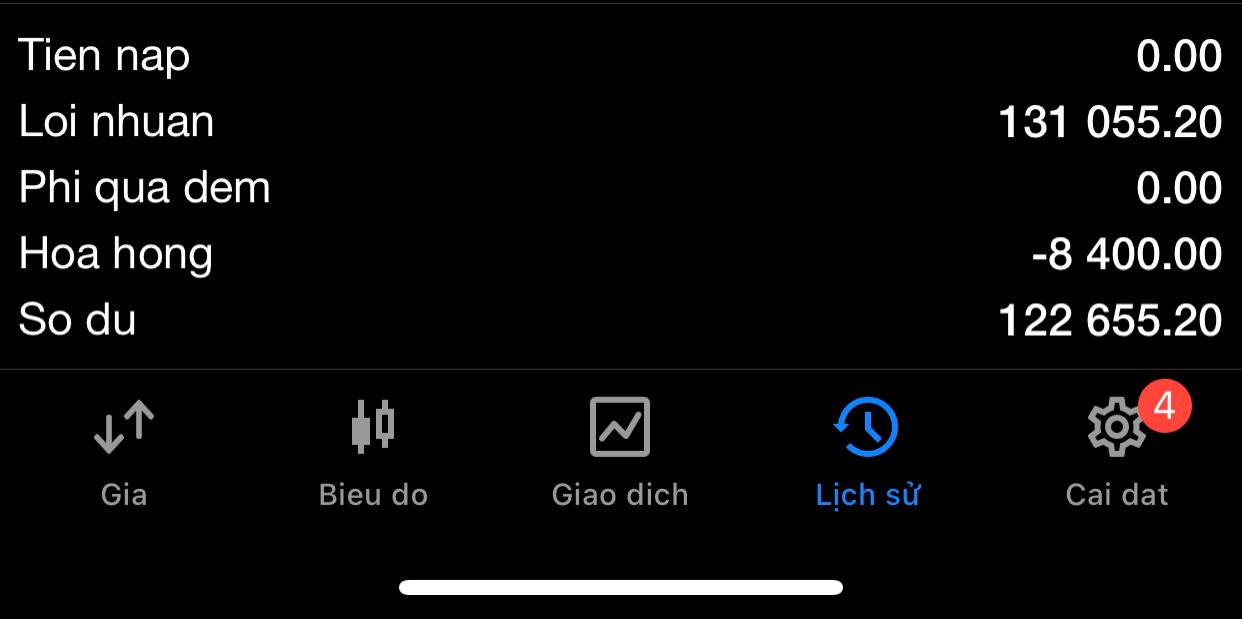 Tien nap 0.00
Loi nhuan 131 055.20
Phi qua dem 0.00
Hoa hong -8 400.00
So du 122 655.20
4
Gia Bieu do Giao dich Lịch sử Cai dat